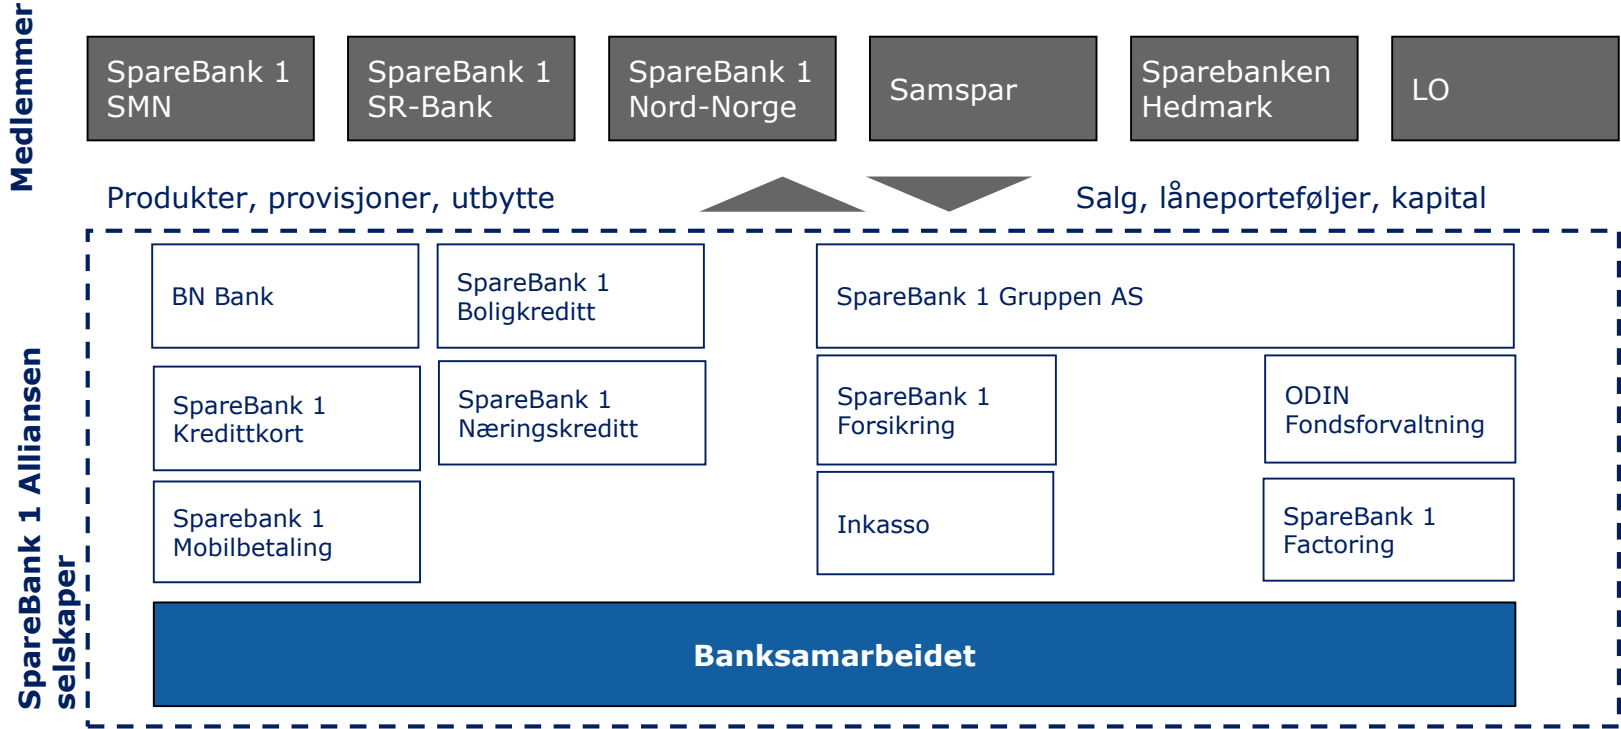 Medlemmer
SpareBank 1
SMN
SpareBank 1
SR-Bank
SpareBank 1
Nord-Norge
Samspar
Sparebanken
Hedmark
LO
Produkter, provisjoner, utbytte
Salg, låneporteføljer, kapital
SpareBank 1 Alliansen
selskaper
BN Bank
SpareBank 1
Boligkreditt
SpareBank 1 Gruppen AS
SpareBank 1
Kredittkort
SpareBank 1
Næringskreditt
SpareBank 1
Forsikring
ODIN
Fondsforvaltning
Sparebank 1
Mobilbetaling
Inkasso
SpareBank 1
Factoring
Banksamarbeidet